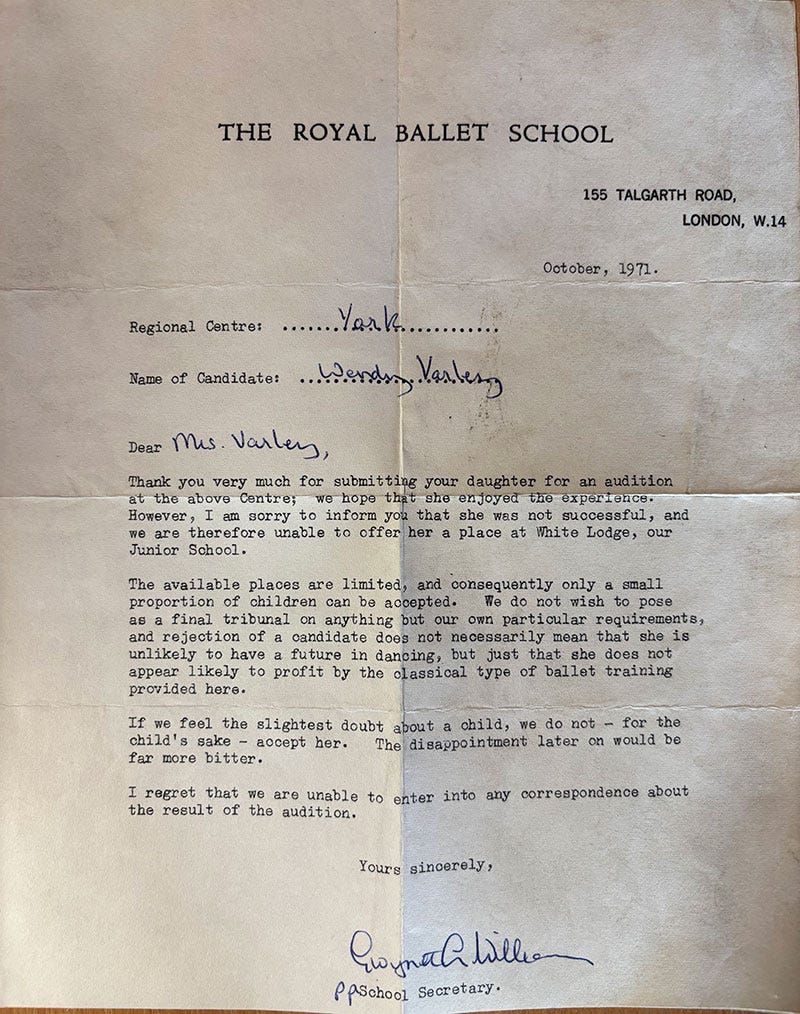 THE ROYAL BALLET SCHOOL
155 TALGARTH ROAD,
LONDON, W.14
October, 1971.
Regional Centre: .......York............
Name of Candidate: ...Wendy Varley
Dear Mrs. Varley,
Thank you very much for submitting your daughter for an audition
at the above Centre; we hope that she enjoyed the experience.
However, I am sorry to inform you that she was not successful, and
we are therefore unable to offer her a place at White Lodge, our
Junior School.
The available places are limited, and consequently only a small
proportion of children can be accepted. We do not wish to pose
as a final tribunal on anything but our own particular requirements,
and rejection of a candidate does not necessarily mean that she is
unlikely to have a future in dancing, but just that she does not
appear likely to profit by the classical type of ballet training
provided here.
If we feel the slightest doubt about a child, we do not - for the
child's sake - accept her. The disappointment later on would be
far more bitter.
I regret that we are unable to enter into any correspondence about
the result of the audition.
Yours sincerely,
pp School Secretary.